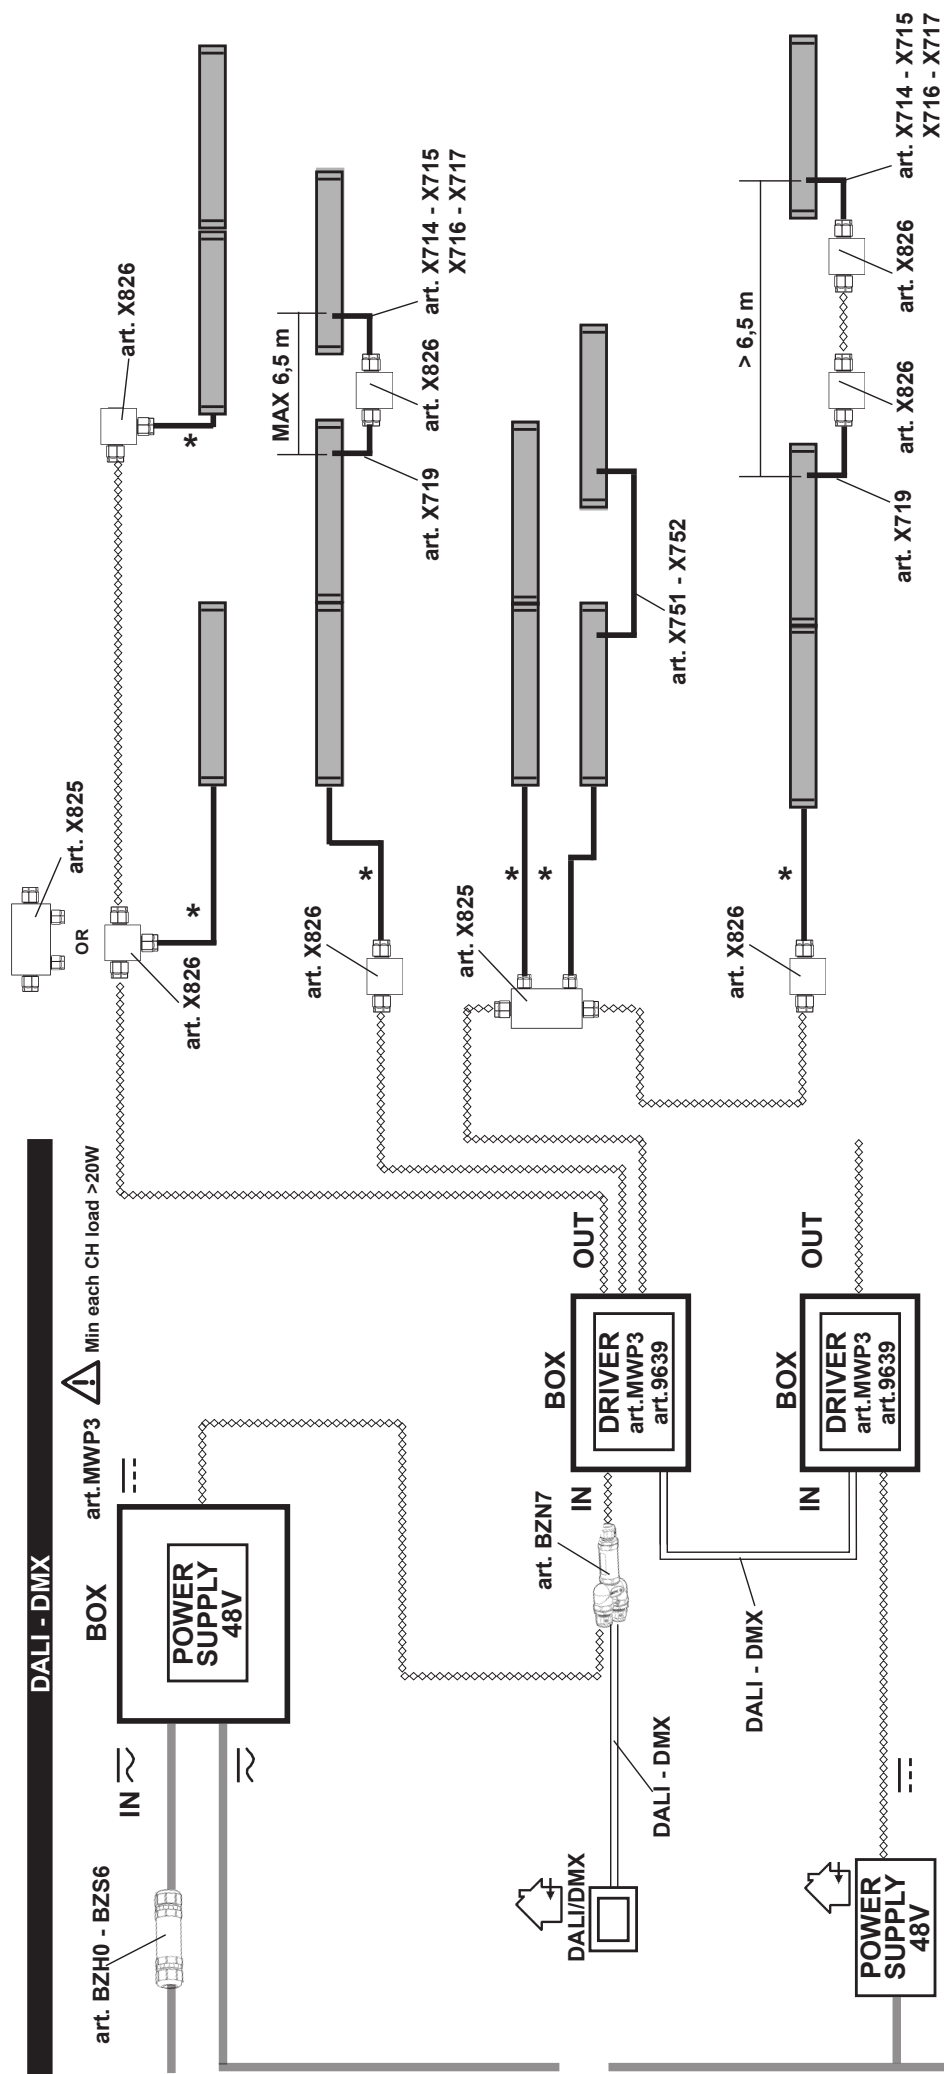 DALI - DMX
art. BZH0 - BZS6
IN
BOX
POWER
SUPPLY
48V
art.MWP3
Min each CH load >20W
art. X825
OR
art. X826
*
art. X826
*
art. X826
*
MAX 6,5 m
art. X719
art. X826
art. X714 - X715
X716 - X717
art. X825
*
*
art. X751 - X752
DALI/DMX
DALI - DMX
art. BZN7
IN
BOX
DRIVER
art.MWP3
art.9639
OUT
DALI - DMX
POWER
SUPPLY
48V
IN
BOX
DRIVER
art.MWP3
art.9639
OUT
art. X826
*
> 6,5 m
art. X719
art. X826
art. X826
art. X714 - X715
X716 - X717